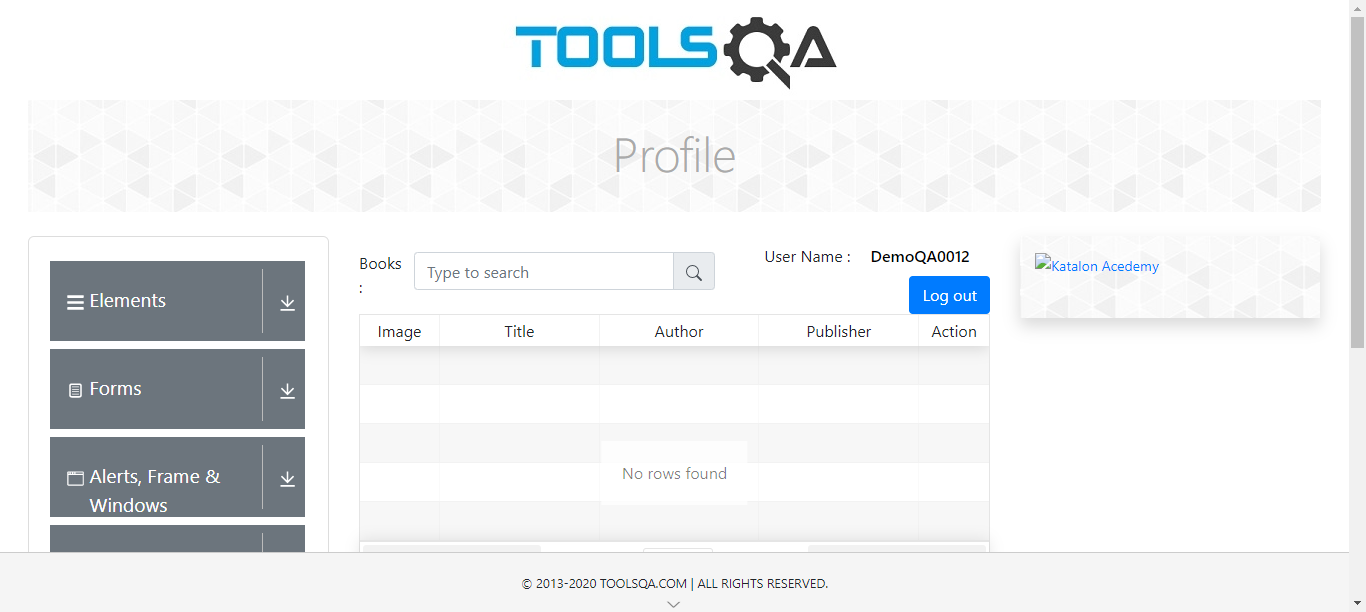 TOOLSQA
Profile
Elements
Forms
Alerts, Frame &
Windows
Books
:
Type to search
User Name :
DemoQA0012
Log out
Image
Title
Author
Publisher
Action
No rows found
Katalon Acedemy
© 2013-2020 TOOLSQA.COM | ALL RIGHTS RESERVED.